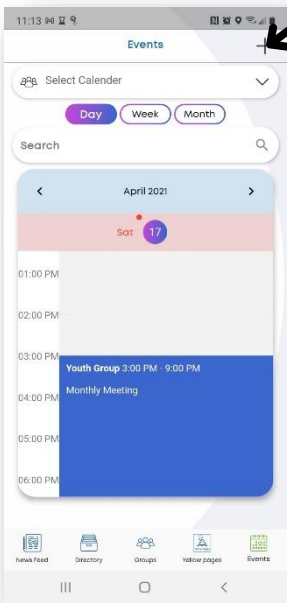 11:13
Events
Select Calender
Day Week Month
Search
April 2021
Sat 17
01:00 PM
02:00 PM
03:00 PM
Youth Group 3:00 PM - 9:00 PM
Monthly Meeting
04:00 PM
05:00 PM
06:00 PM
News Feed Directory Groups Yellow pages Events